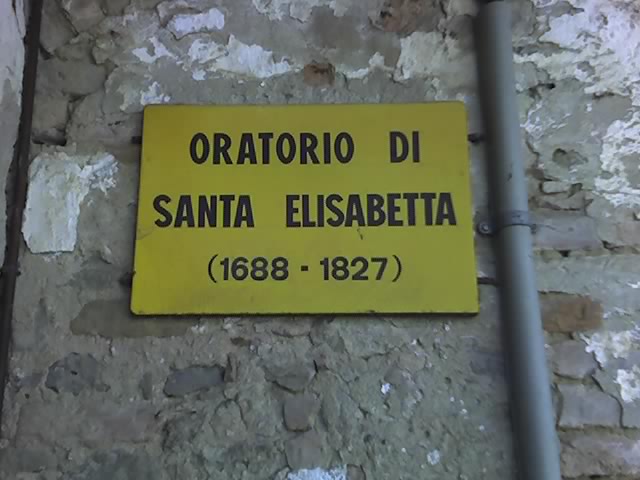 ORATORIO DI
SANTA ELISABETTA
(1688 - 1827)